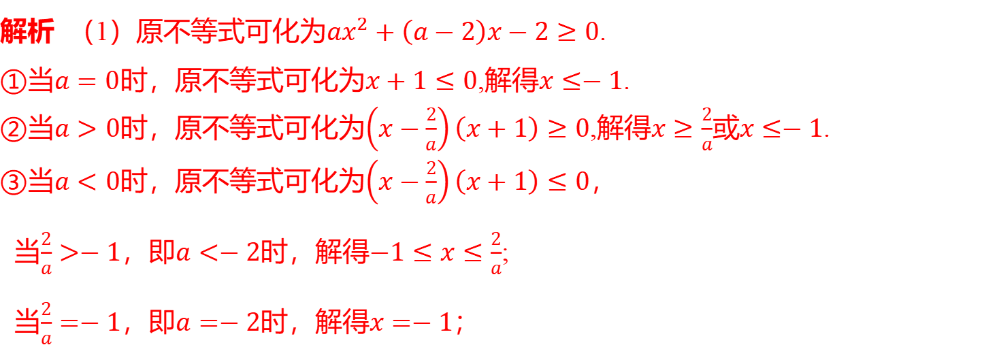 解析 （1）原不等式可化为$ax^2 + (a - 2)x - 2 \geq 0$.
①当$a = 0$时，原不等式可化为$x + 1 \leq 0$,解得$x \leq - 1$.
②当$a > 0$时，原不等式可化为$\left(x - \frac{2}{a}\right)(x + 1) \geq 0$,解得$x \geq \frac{2}{a}$或$x \leq - 1$.
③当$a < 0$时，原不等式可化为$\left(x - \frac{2}{a}\right)(x + 1) \leq 0$，
当$\frac{2}{a} > - 1$，即$a < - 2$时，解得$-1 \leq x \leq \frac{2}{a}$;
当$\frac{2}{a} = - 1$，即$a = - 2$时，解得$x = - 1$；